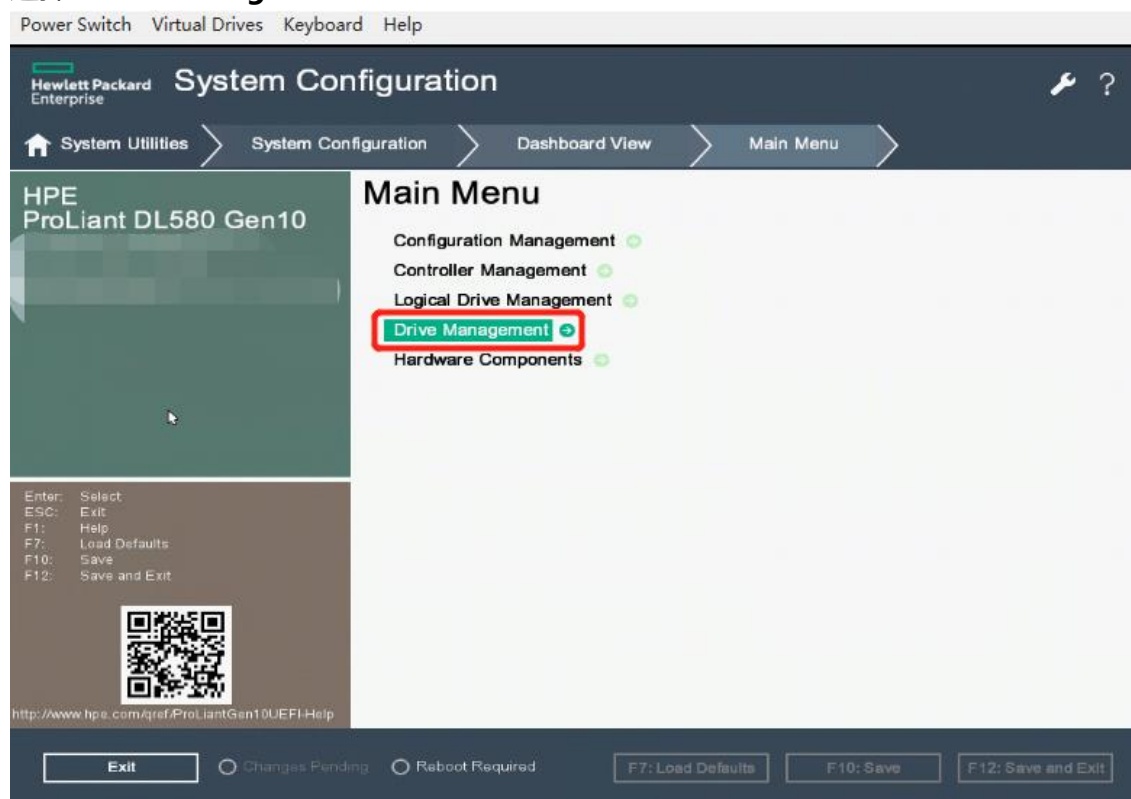 Power Switch Virtual Drives Keyboard Help
Hewlett Packard
Enterprise
System Configuration
?
System Utilities
System Configuration
Dashboard View
Main Menu
HPE
ProLiant DL580 Gen10
Main Menu
Configuration Management
Controller Management
Logical Drive Management
Drive Management
Hardware Components
Enter: Select
ESC: Exit
F1: Help
F7: Load Defaults
F10: Save
F12: Save and Exit
http://www.hpe.com/qref/ProLiantGen10UEFI-Help
Exit
Changes Pending
Reboot Required
F7: Load Defaults
F10: Save
F12: Save and Exit